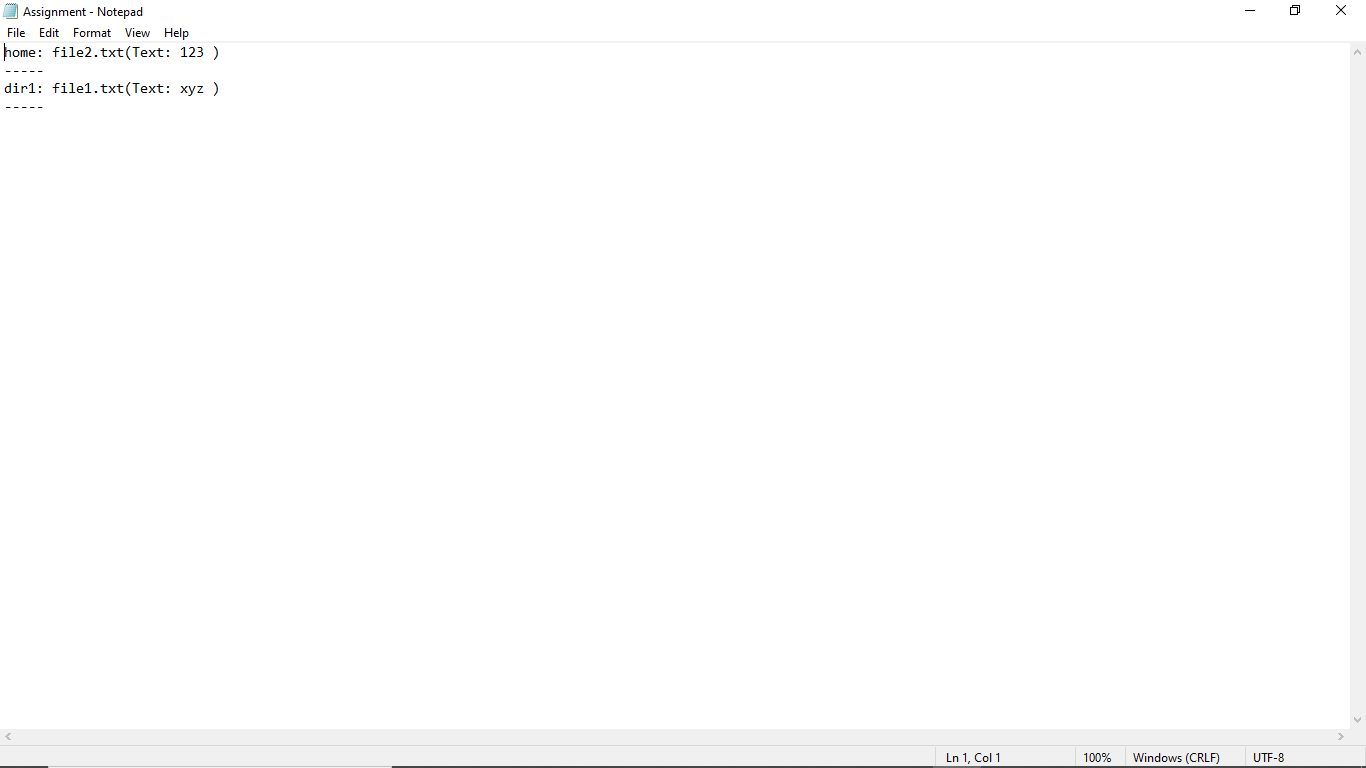 Assignment - Notepad
File Edit Format View Help
home: file2.txt(Text: 123 )
-----
dir1: file1.txt(Text: xyz )
-----
Ln 1, Col 1 100% Windows (CRLF) UTF-8